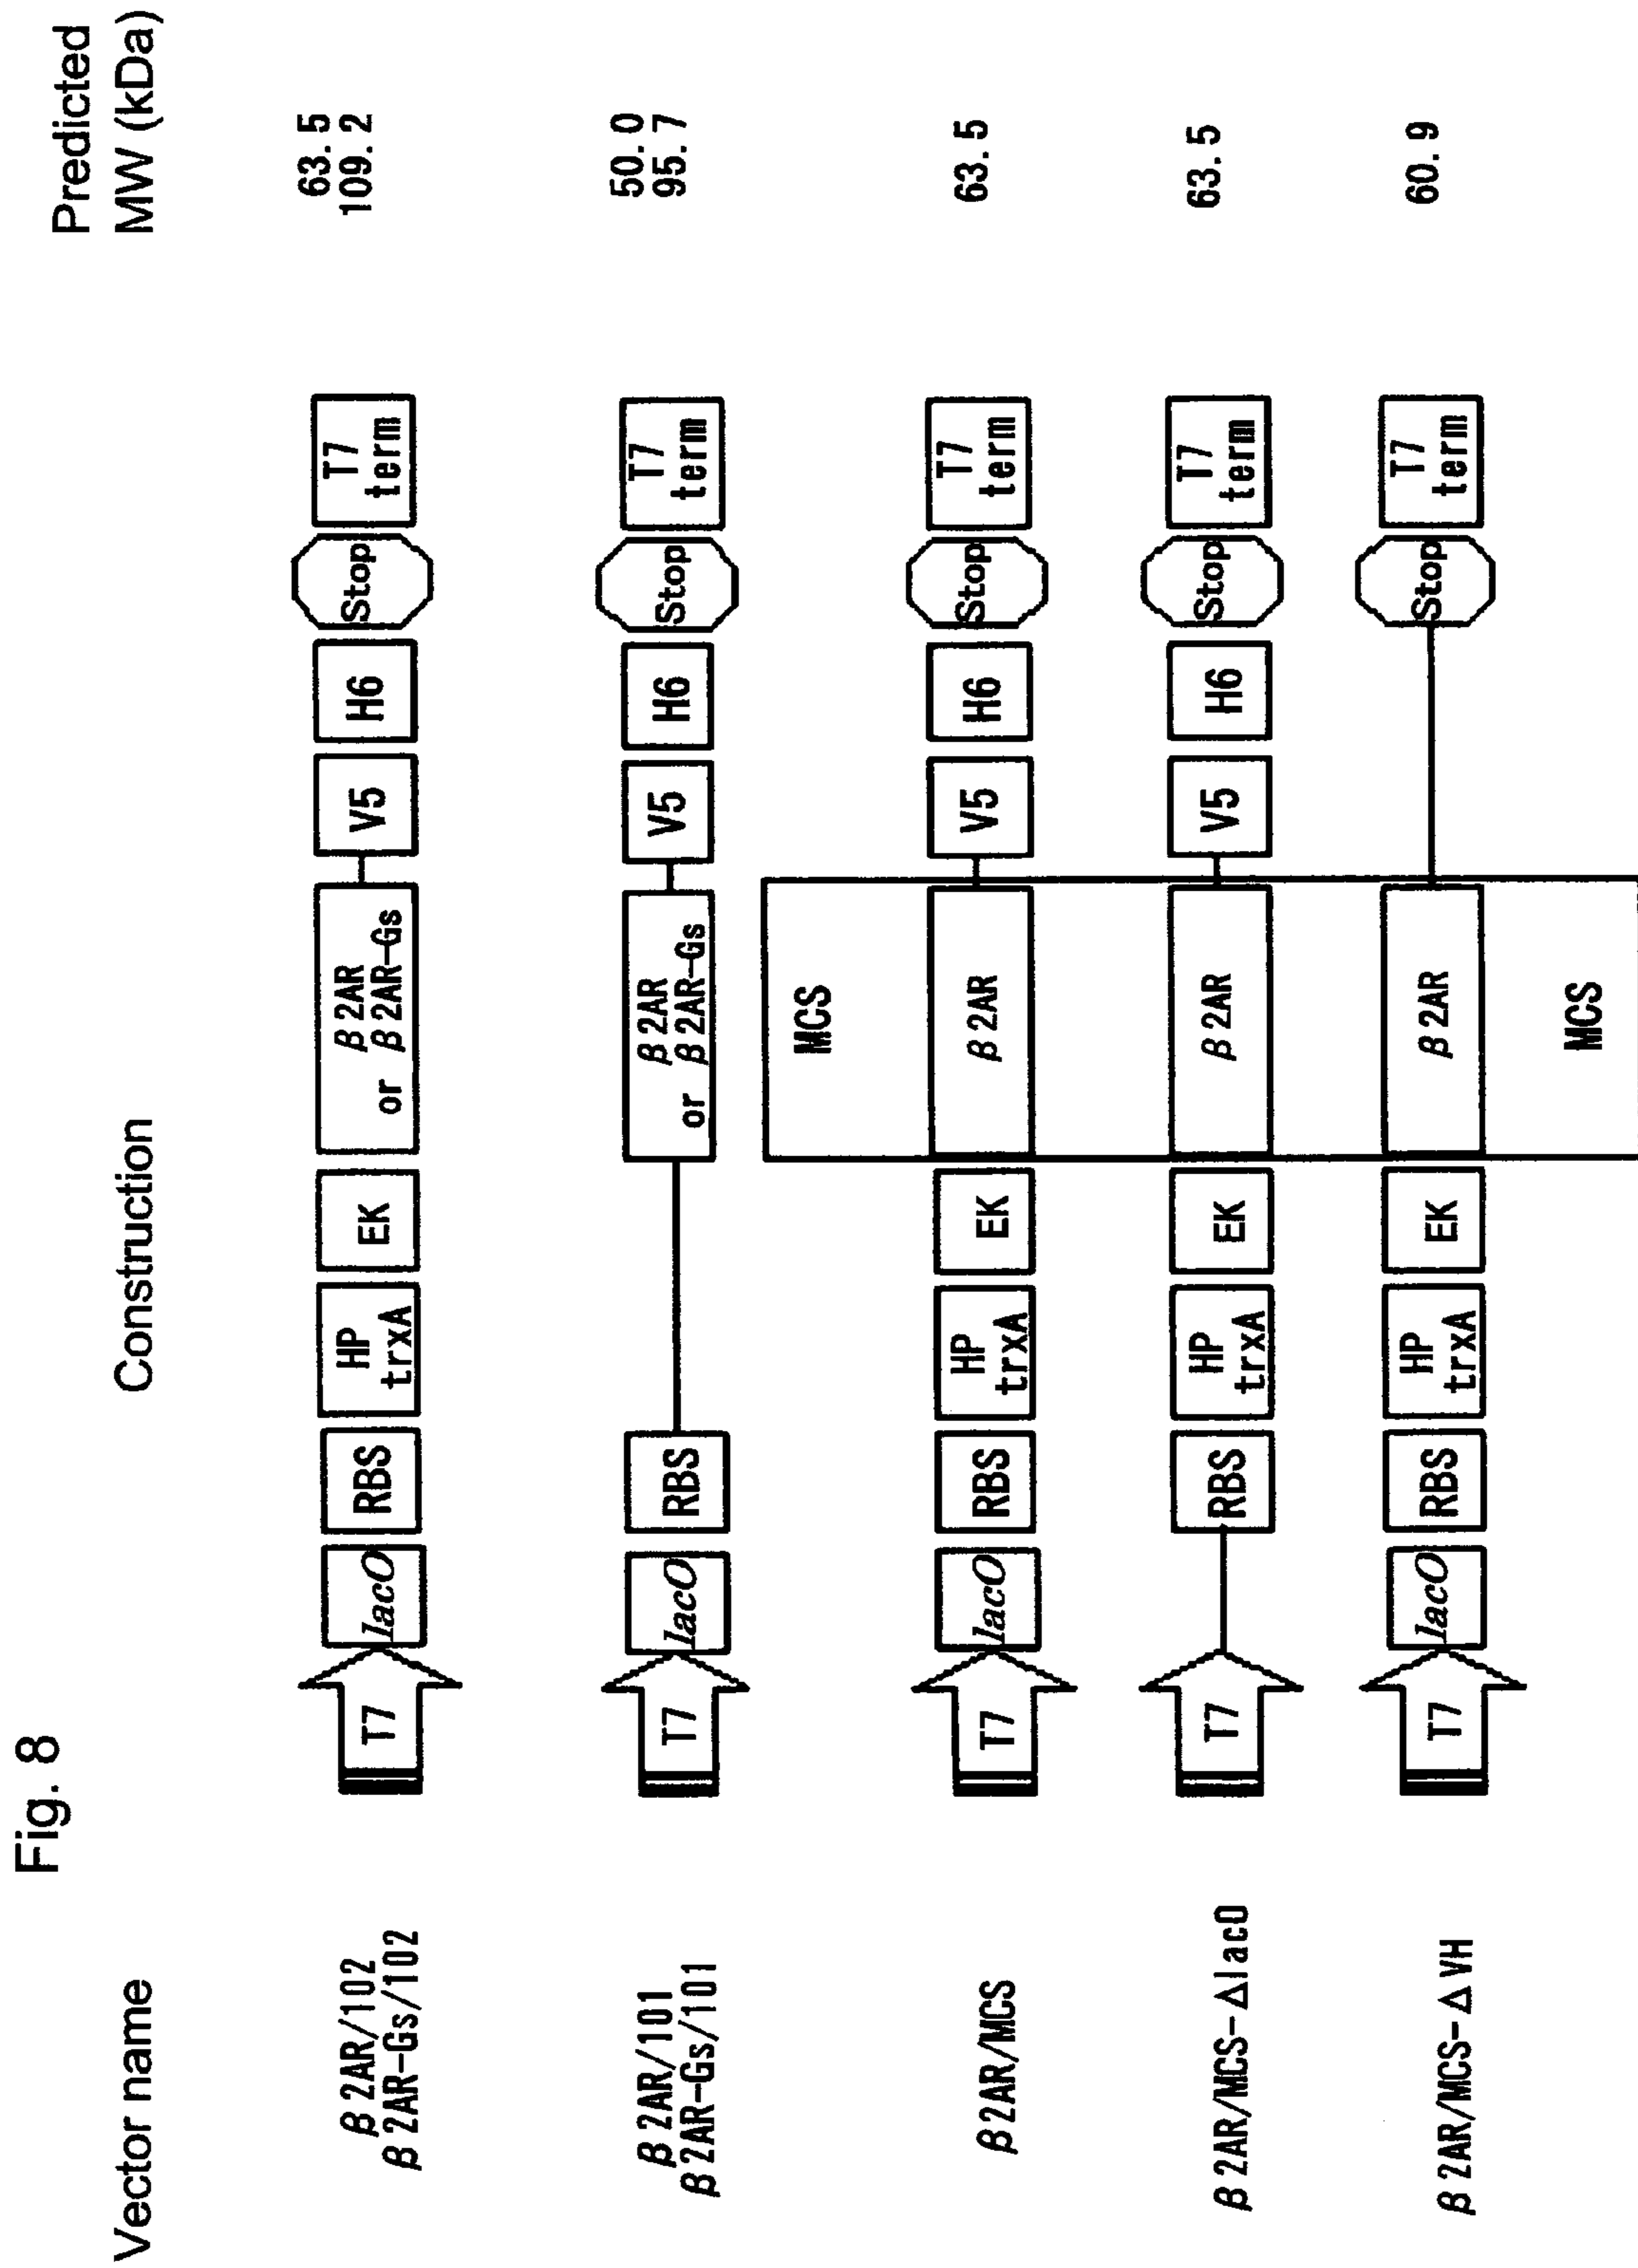 Fig. 8
Vector name
Construction
Predicted
MW (kDa)
β2AR/102
β2AR-Gs/102
T7
lacO
RBS
HP
trxA
EK
β2AR
or β2AR-Gs
V5
H6
Stop
T7
term
63.5
109.2
β2AR/101
β2AR-Gs/101
T7
lacO
RBS
β2AR
or β2AR-Gs
V5
H6
Stop
T7
term
50.0
95.7
MCS
β2AR/MCS
T7
lacO
RBS
HP
trxA
EK
β2AR
V5
H6
Stop
T7
term
63.5
β2AR/MCS-ΔlacO
T7
RBS
HP
trxA
EK
β2AR
V5
H6
Stop
T7
term
63.5
β2AR/MCS-ΔVH
T7
lacO
RBS
HP
trxA
EK
β2AR
Stop
T7
term
60.9
MCS